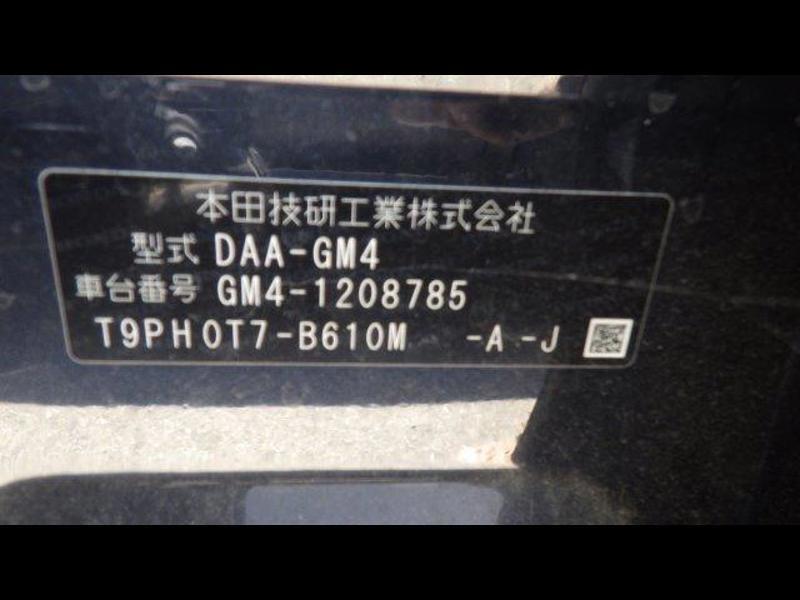 本田技研工業株式会社
型式 DAA-GM4
車台番号 GM4-1208785
T9PH0T7-B610M -A -J